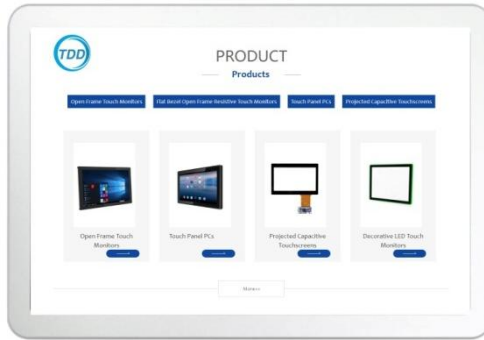 TDD
PRODUCT
Products
Open Frame Touch Monitors
Flat Bezel Open Frame Resistive Touch Monitors
Touch Panel PCs
Projected Capacitive Touchscreens
Open Frame Touch
Monitors
Touch Panel PCs
Projected Capacitive
Touchscreens
Decorative LED Touch
Monitors